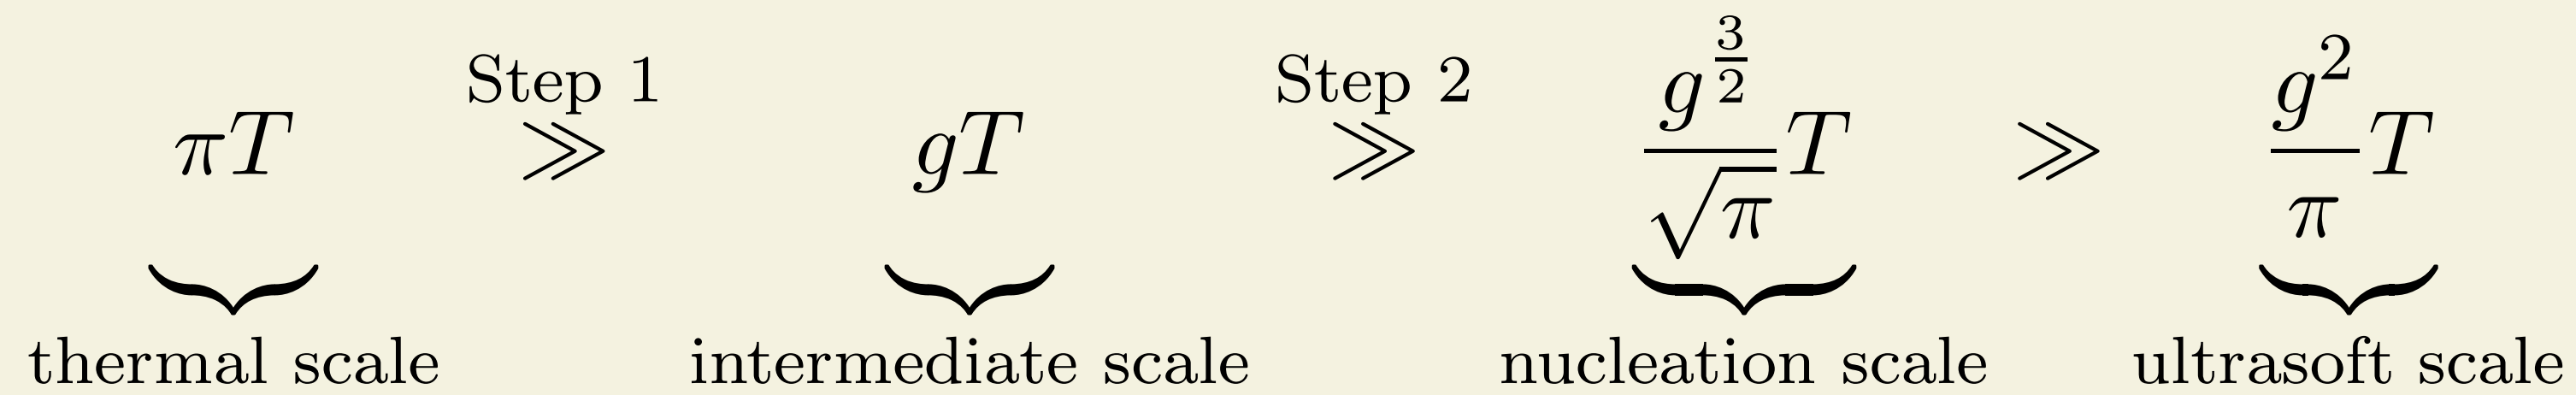 Step 1 Step 2
πT ≫ gT ≫ g^{3/2}/√π T ≫ g^2/π T
thermal scale intermediate scale nucleation scale ultrasoft scale